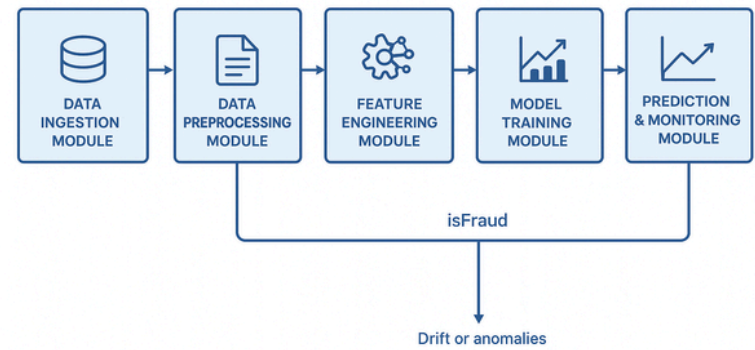 DATA
INGESTION
MODULE
DATA
PREPROCESSING
MODULE
FEATURE
ENGINEERING
MODULE
MODEL
TRAINING
MODULE
PREDICTION
& MONITORING
MODULE
isFraud
Drift or anomalies